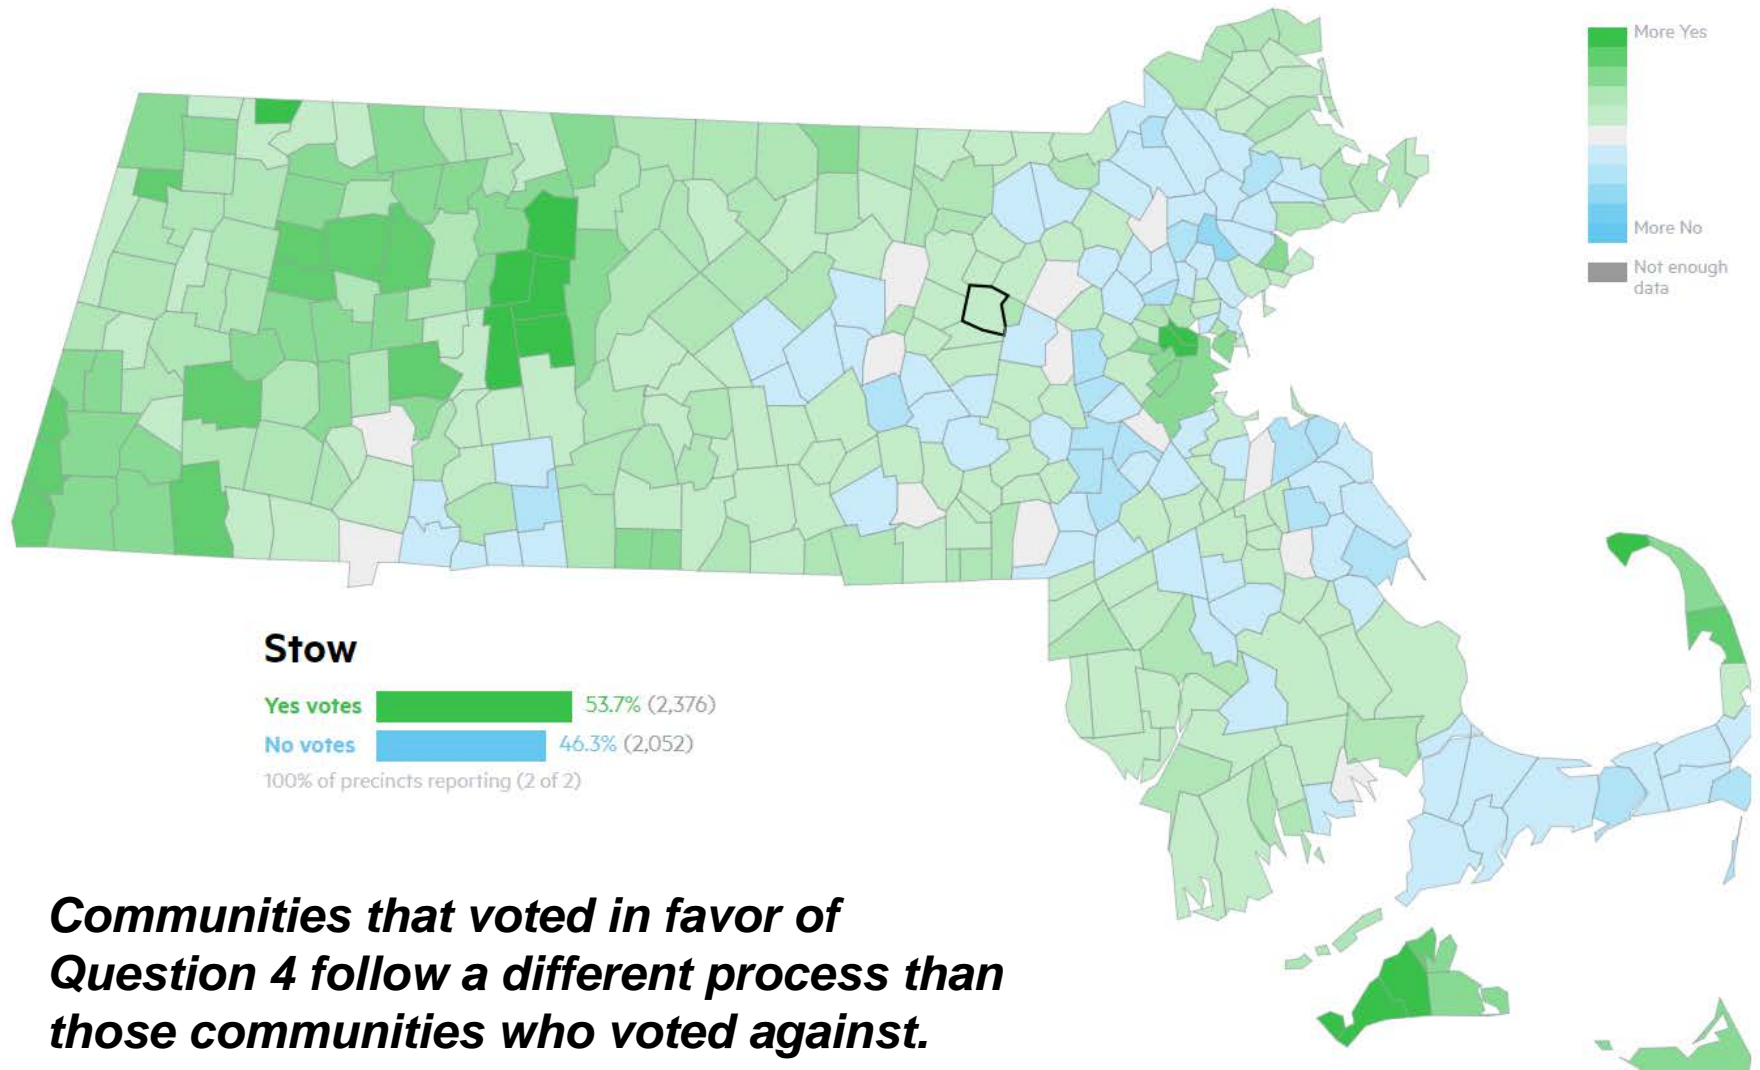 More Yes
More No
Not enough
data
Stow
Yes votes 53.7% (2,376)
No votes 46.3% (2,052)
100% of precincts reporting (2 of 2)
Communities that voted in favor of
Question 4 follow a different process than
those communities who voted against.